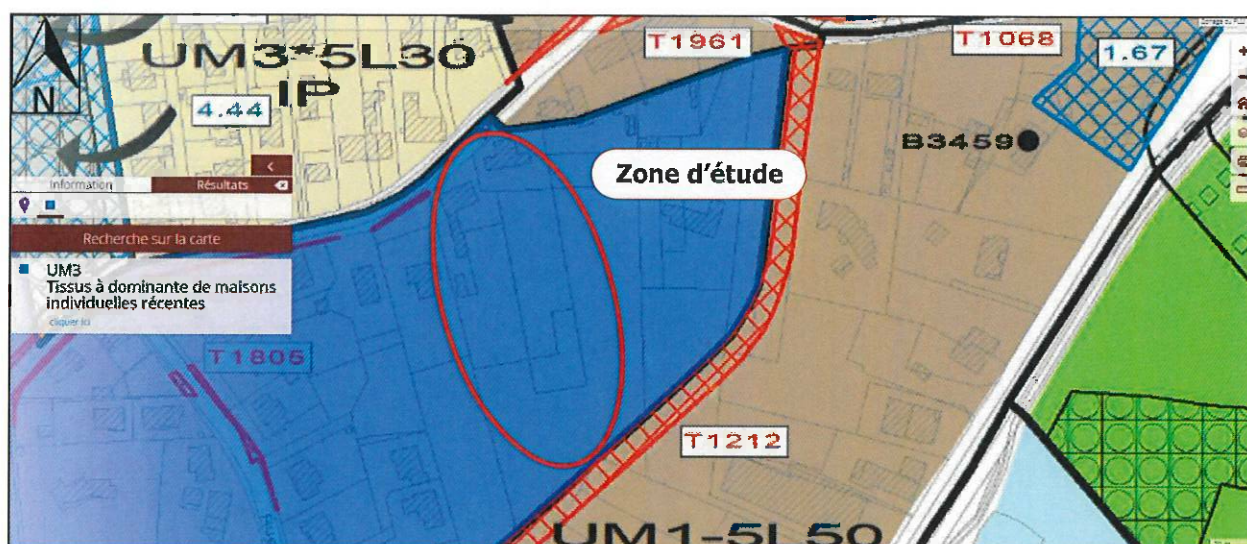 UM3*5L30
IP
4.44
N
T1961
T1068
1.67
B3459
Zone d'étude
Information
Résultats
Recherche sur la carte
UM3
Tissus à dominante de maisons
individuelles récentes
cliquer ici
T1805
T1212
UM1-5L50